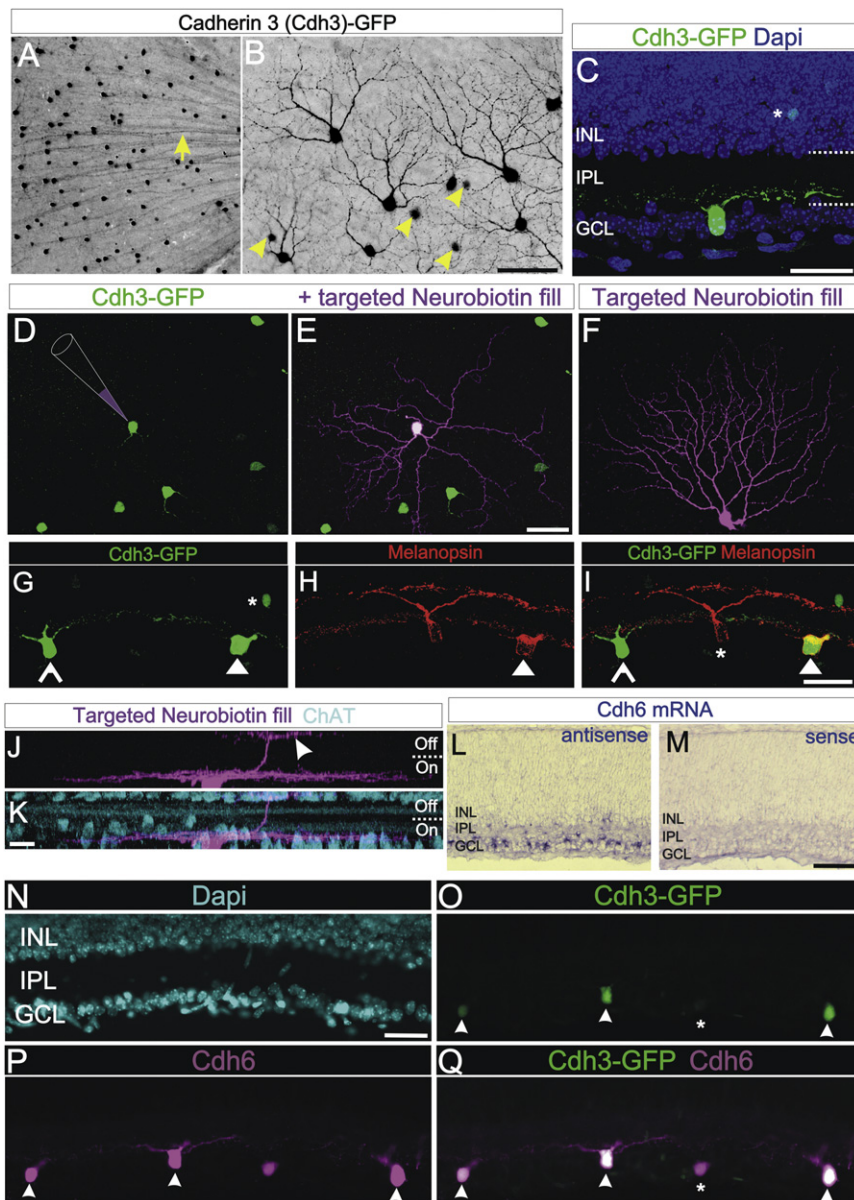 Cadherin 3 (Cdh3)-GFP
A
B
Cdh3-GFP Dapi
C
*
INL
IPL
GCL
Cdh3-GFP
+ targeted Neurobiotin fill
Targeted Neurobiotin fill
D
E
F
Cdh3-GFP
Melanopsin
Cdh3-GFP Melanopsin
G
*
H
I
*
Targeted Neurobiotin fill ChAT
J
Off
On
K
Off
On
Cdh6 mRNA
L
antisense
INL
IPL
GCL
M
sense
INL
IPL
GCL
N
Dapi
INL
IPL
GCL
O
Cdh3-GFP
*
P
Cdh6
Q
Cdh3-GFP Cdh6
*